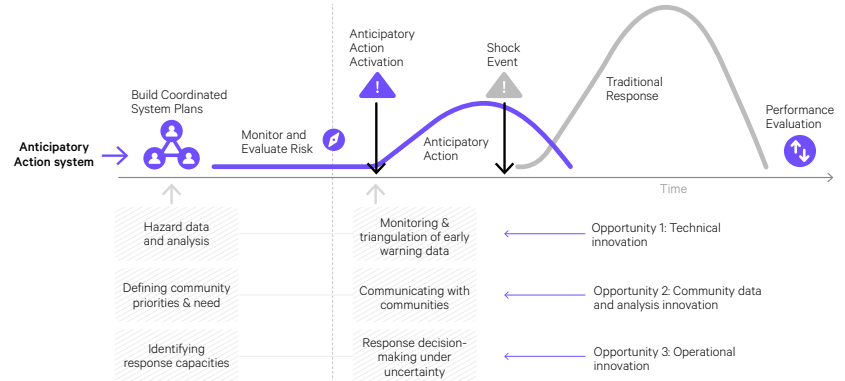 Anticipatory
Action
Activation
Shock
Event
Traditional
Response
Build Coordinated
System Plans
Performance
Evaluation
Monitor and
Evaluate Risk
Anticipatory
Action
Anticipatory
Action system
!
!
Time
Hazard data
and analysis
Monitoring &
triangulation of early
warning data
Opportunity 1: Technical
innovation
Defining community
priorities & need
Communicating with
communities
Opportunity 2: Community data
and analysis innovation
Identifying
response capacities
Response decision-
making under
uncertainty
Opportunity 3: Operational
innovation